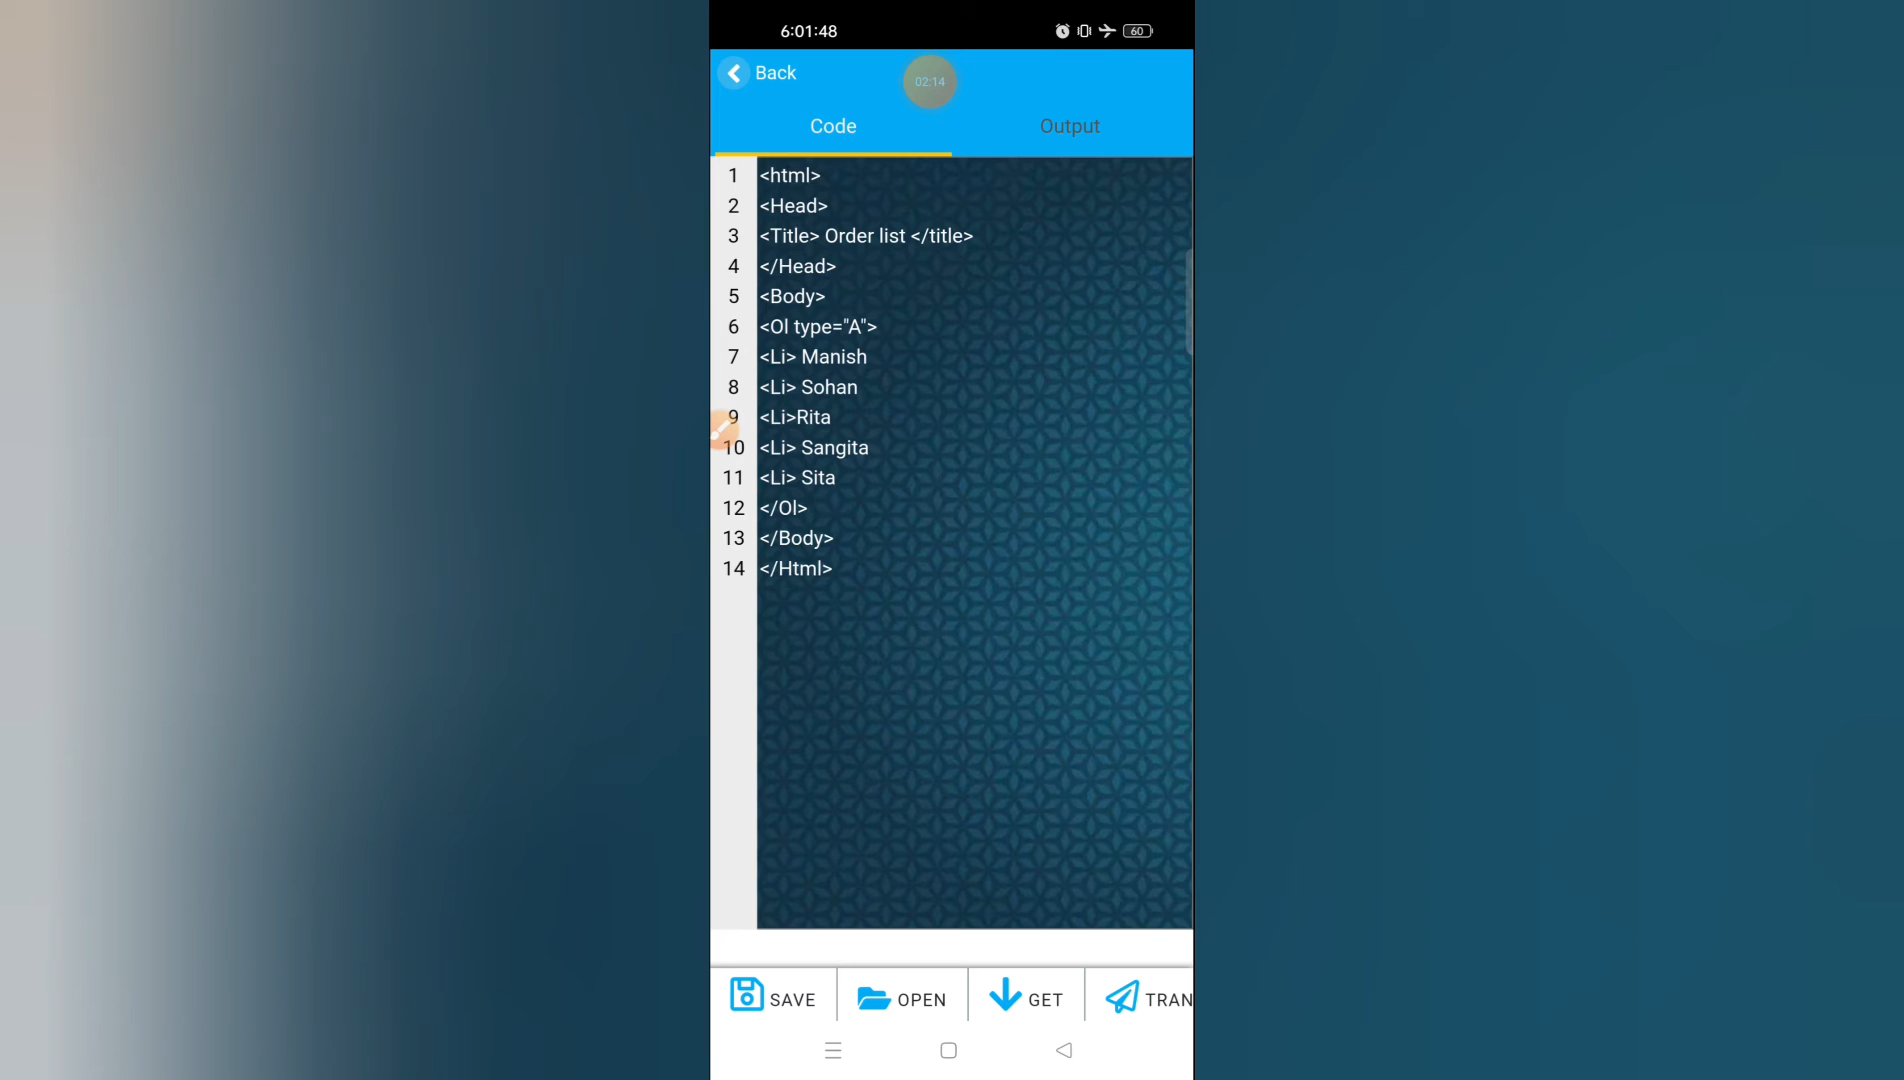 6:01:48
60
Back
02:14
Code Output
1 <html>
2 <Head>
3 <Title> Order list </title>
4 </Head>
5 <Body>
6 <Ol type="A">
7 <Li> Manish
8 <Li> Sohan
9 <Li>Rita
10 <Li> Sangita
11 <Li> Sita
12 </Ol>
13 </Body>
14 </Html>
SAVE OPEN GET TRAN